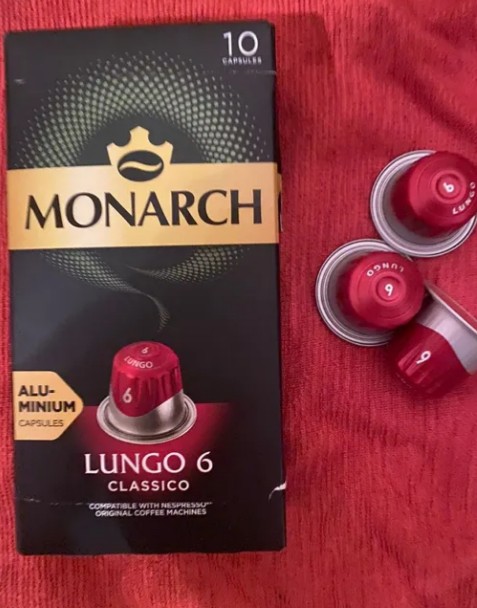 10
CAPSULES
MONARCH
6
LUNGO
6
ALU-
MINIUM
CAPSULES
LUNGO 6
CLASSICO
COMPATIBLE WITH NESPRESSO
ORIGINAL COFFEE MACHINES
6
LUNGO
LUNGO
6
6